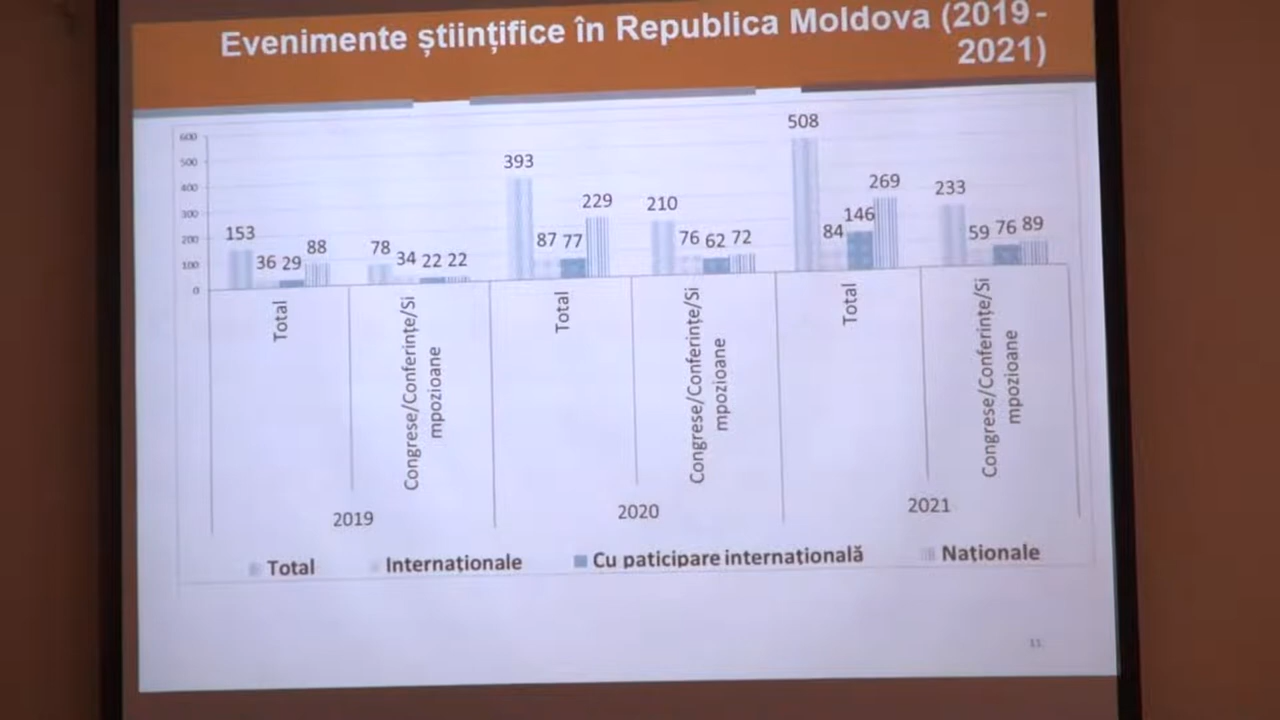 Evenimente științifice în Republica Moldova (2019-
2021)
600
500
400
300
200
100
0
153
36
29
88
78
34
22
22
393
87
77
229
210
76
62
72
508
84
146
269
233
59
76
89
Total
Congrese/Conferințe/Si
mpozioane
Total
Congrese/Conferințe/Si
mpozioane
Total
Congrese/Conferințe/Si
mpozioane
2019
2020
2021
Total
Internaționale
Cu paticipare internațională
Naționale
11